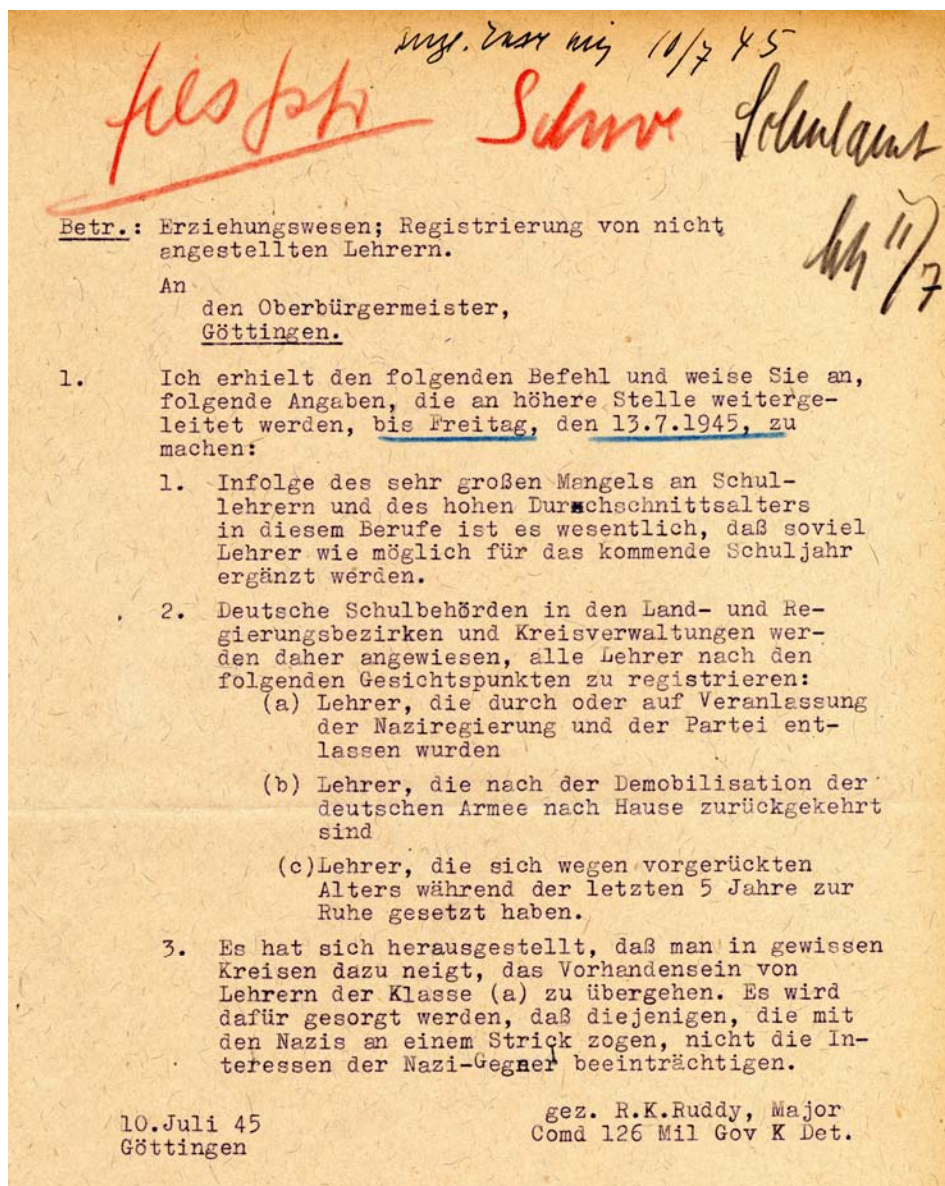 10/7 45
Schulamt
11/7
Betr.: Erziehungswesen; Registrierung von nicht
angestellten Lehrern.
An
den Oberbürgermeister,
Göttingen.
1. Ich erhielt den folgenden Befehl und weise Sie an,
folgende Angaben, die an höhere Stelle weiterge-
leitet werden, bis Freitag, den 13.7.1945, zu
machen:
1. Infolge des sehr großen Mangels an Schul-
lehrern und des hohen Durchschnittsalters
in diesem Berufe ist es wesentlich, daß soviel
Lehrer wie möglich für das kommende Schuljahr
ergänzt werden.
2. Deutsche Schulbehörden in den Land- und Re-
gierungsbezirken und Kreisverwaltungen wer-
den daher angewiesen, alle Lehrer nach den
folgenden Gesichtspunkten zu registrieren:
(a) Lehrer, die durch oder auf Veranlassung
der Naziregierung und der Partei ent-
lassen wurden
(b) Lehrer, die nach der Demobilisation der
deutschen Armee nach Hause zurückgekehrt
sind
(c)Lehrer, die sich wegen vorgerückten
Alters während der letzten 5 Jahre zur
Ruhe gesetzt haben.
3. Es hat sich herausgestellt, daß man in gewissen
Kreisen dazu neigt, das Vorhandensein von
Lehrern der Klasse (a) zu übergehen. Es wird
dafür gesorgt werden, daß diejenigen, die mit
den Nazis an einem Strick zogen, nicht die In-
teressen der Nazi-Gegner beeinträchtigen.
10.Juli 45 gez. R.K.Ruddy, Major
Göttingen Comd 126 Mil Gov K Det.